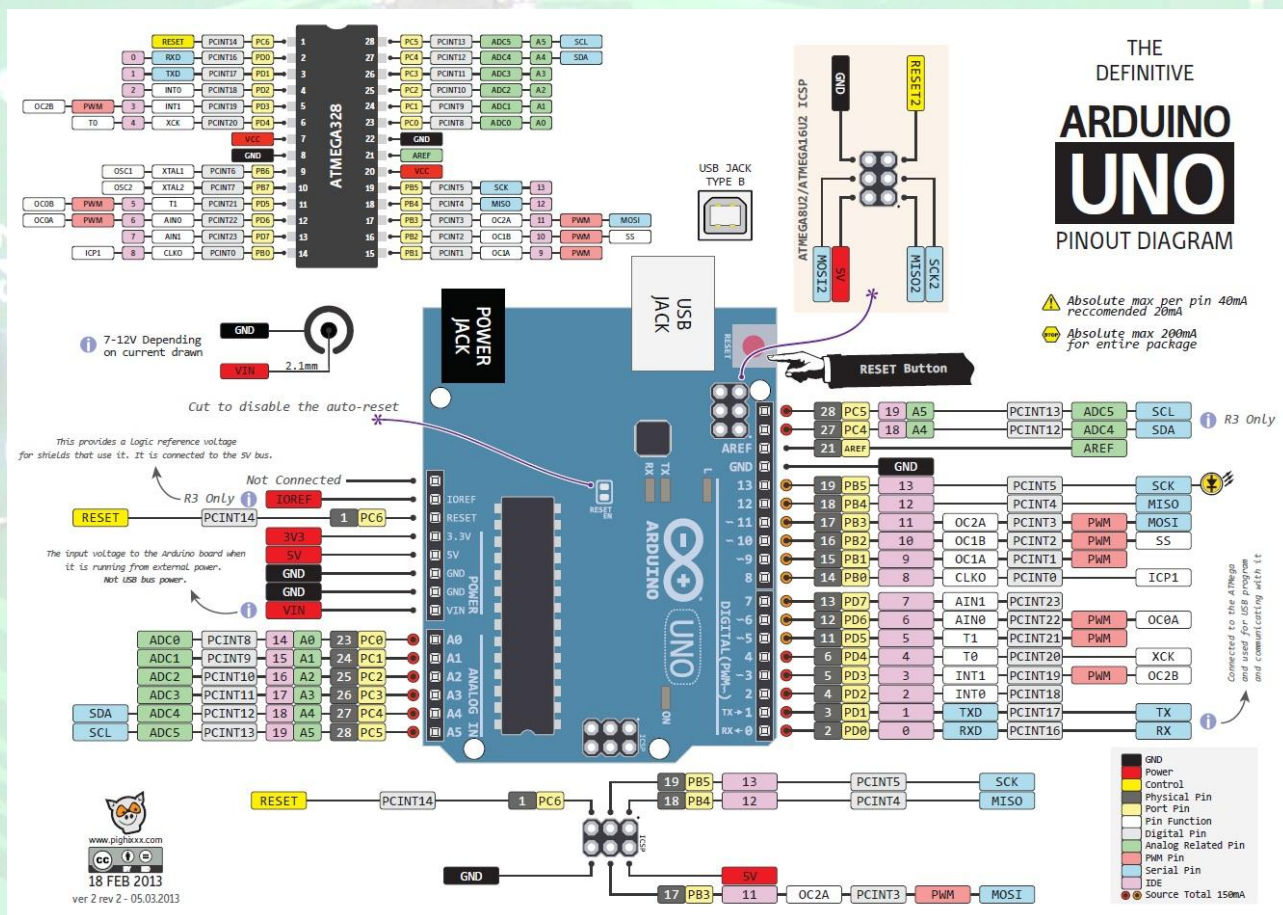 THE
DEFINITIVE
ARDUINO
UNO
PINOUT DIAGRAM
Absolute max per pin 40mA
reccomended 20mA
STOP
Absolute max 200mA
for entire package
ATMEGA328
RESET PCINT14 PC6 1
0 RXD PCINT16 PD0 2
1 TXD PCINT17 PD1 3
2 INT0 PCINT18 PD2 4
OC2B PWM 3 INT1 PCINT19 PD3 5
T0 4 XCK PCINT20 PD4 6
VCC 7
GND 8
OSC1 XTAL1 PCINT6 PB6 9
OSC2 XTAL2 PCINT7 PB7 10
OC0B PWM 5 T1 PCINT21 PD5 11
OC0A PWM 6 AIN0 PCINT22 PD6 12
7 AIN1 PCINT23 PD7 13
ICP1 8 CLKO PCINT0 PB0 14
28 PC5 PCINT13 ADC5 A5 SCL
27 PC4 PCINT12 ADC4 A4 SDA
26 PC3 PCINT11 ADC3 A3
25 PC2 PCINT10 ADC2 A2
24 PC1 PCINT9 ADC1 A1
23 PC0 PCINT8 ADC0 A0
22 GND
21 AREF
20 VCC
19 PB5 PCINT5 SCK 13
18 PB4 PCINT4 MISO 12
17 PB3 PCINT3 OC2A 11 PWM MOSI
16 PB2 PCINT2 OC1B 10 PWM SS
15 PB1 PCINT1 OC1A 9 PWM
USB JACK
TYPE B
ATMEGA8U2/ATMEGA16U2 ICSP
GND
RESET2
MOSI2
5V
MISO2
SCK2
7-12V Depending
on current drawn
GND
VIN
2.1mm
POWER
JACK
USB
JACK
RESET
RESET Button
Cut to disable the auto-reset
This provides a logic reference voltage
for shields that use it. It is connected to the 5V bus.
Not Connected
R3 Only IOREF
RESET PCINT14 1 PC6
3V3
5V
GND
GND
VIN
The input voltage to the Arduino board when
it is running from external power.
Not USB bus power.
ADC0 PCINT8 14 A0 23 PC0
ADC1 PCINT9 15 A1 24 PC1
ADC2 PCINT10 16 A2 25 PC2
ADC3 PCINT11 17 A3 26 PC3
SDA ADC4 PCINT12 18 A4 27 PC4
SCL ADC5 PCINT13 19 A5 28 PC5
IOREF
RESET
3.3V
5V
GND
GND
VIN
POWER
A0
A1
A2
A3
A4
A5
ANALOG IN
RESET
EN
RX
TX
L
ARDUINO
UNO
ON
ICSP
AREF
GND
13
12
~11
~10
~9
8
7
~6
~5
4
~3
2
TX→1
RX←0
DIGITAL(PWM~)
28 PC5 19 A5 PCINT13 ADC5 SCL
27 PC4 18 A4 PCINT12 ADC4 SDA
R3 Only
21 AREF AREF
GND
19 PB5 13 PCINT5 SCK
18 PB4 12 PCINT4 MISO
17 PB3 11 OC2A PCINT3 PWM MOSI
16 PB2 10 OC1B PCINT2 PWM SS
15 PB1 9 OC1A PCINT1 PWM
14 PB0 8 CLKO PCINT0 ICP1
13 PD7 7 AIN1 PCINT23
12 PD6 6 AIN0 PCINT22 PWM OC0A
11 PD5 5 T1 PCINT21 PWM
6 PD4 4 T0 PCINT20 XCK
5 PD3 3 INT1 PCINT19 PWM OC2B
4 PD2 2 INT0 PCINT18
3 PD1 1 TXD PCINT17 TX
2 PD0 0 RXD PCINT16 RX
Connected to the ATMega
and used for USB program
and communicating with it
RESET PCINT14 1 PC6
GND
ICSP
19 PB5 13 PCINT5 SCK
18 PB4 12 PCINT4 MISO
5V
17 PB3 11 OC2A PCINT3 PWM MOSI
GND
Power
Control
Physical Pin
Port Pin
Pin Function
Digital Pin
Analog Related Pin
PWM Pin
Serial Pin
IDE
Source Total 150mA
www.pighixxx.com
cc
BY ND
18 FEB 2013
ver 2 rev 2 - 05.03.2013